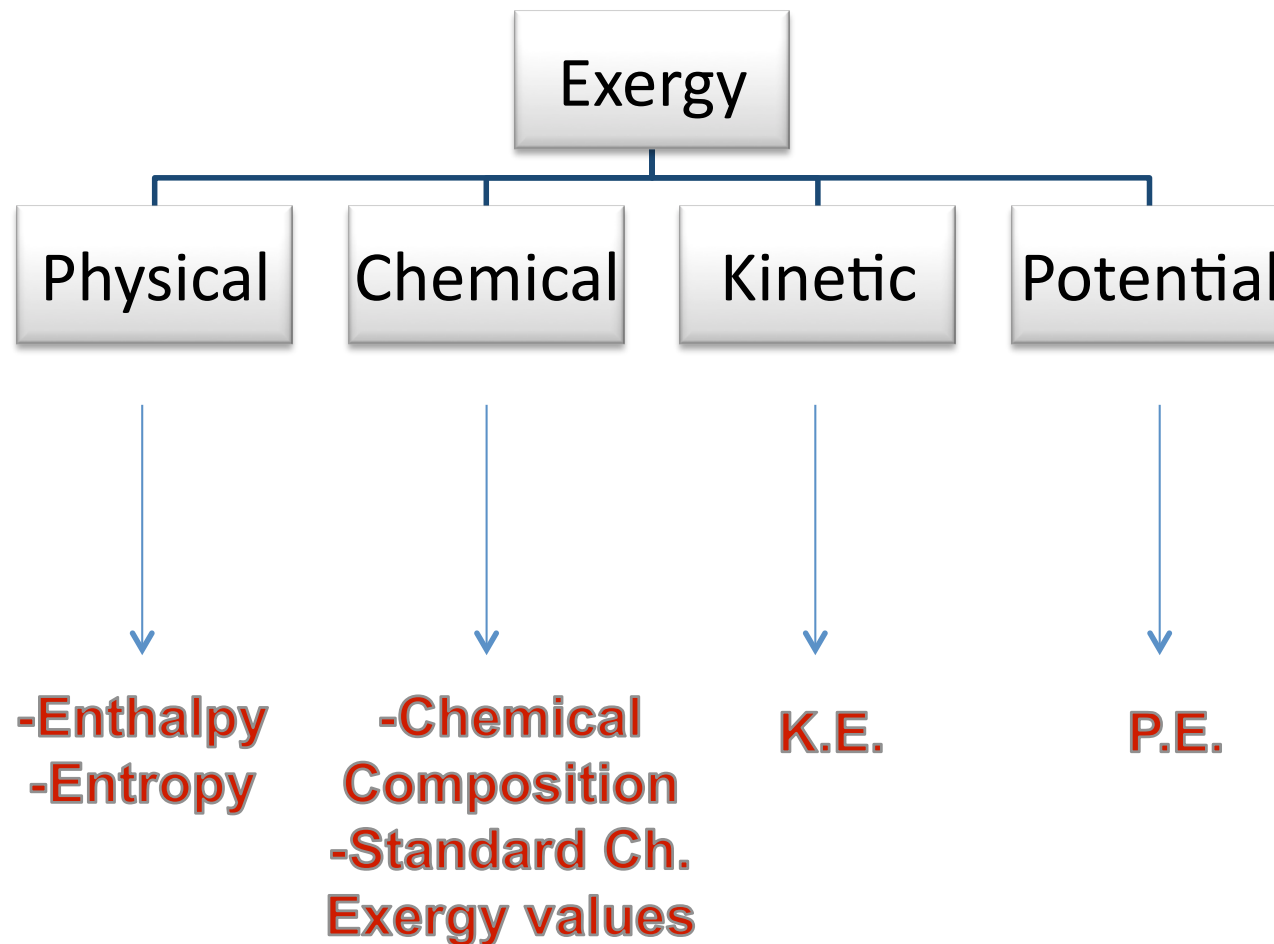 Exergy
Physical
Chemical
Kinetic
Potential
-Enthalpy
-Entropy
-Chemical
Composition
-Standard Ch.
Exergy values
K.E.
P.E.